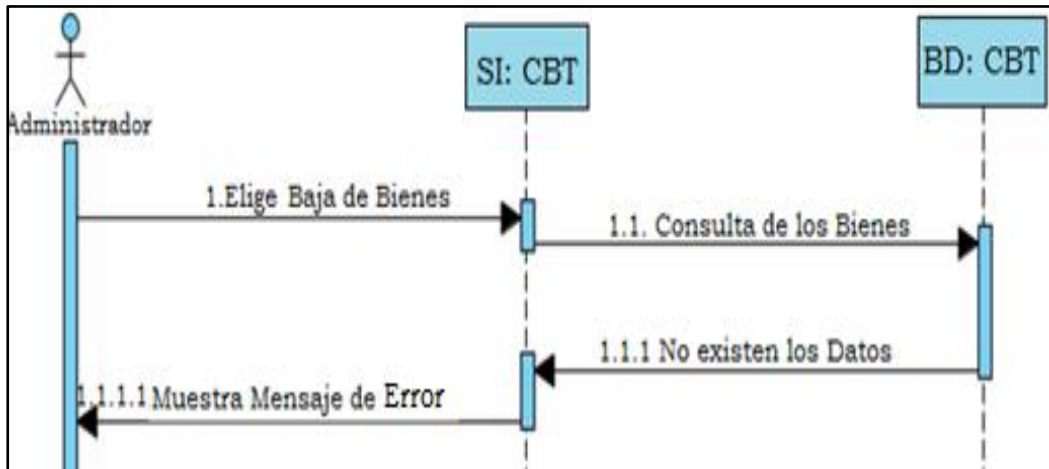 SI: CBT
BD: CBT
Administrador
1.Elige Baja de Bienes
1.1. Consulta de los Bienes
1.1.1 No existen los Datos
1.1.1.1 Muestra Mensaje de Error